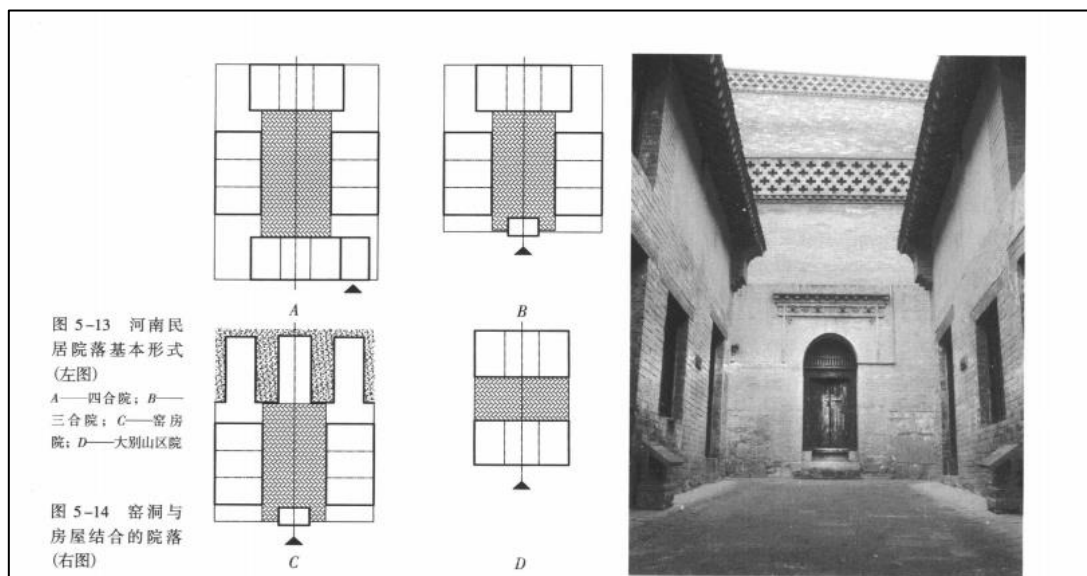 A
B
图 5-13 河南民
居院落基本形式
(左图)
A——四合院；B——
三合院；C——窑房
院；D——大别山区院
图 5-14 窑洞与
房屋结合的院落
(右图)
C
D